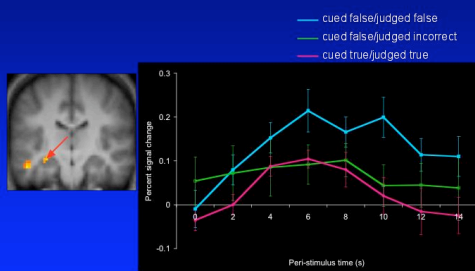 cued false/judged false
cued false/judged incorrect
cued true/judged true
0.3
0.2
0.1
0
-0.1
Percent signal change
0 2 4 6 8 10 12 14
Peri-stimulus time (s)